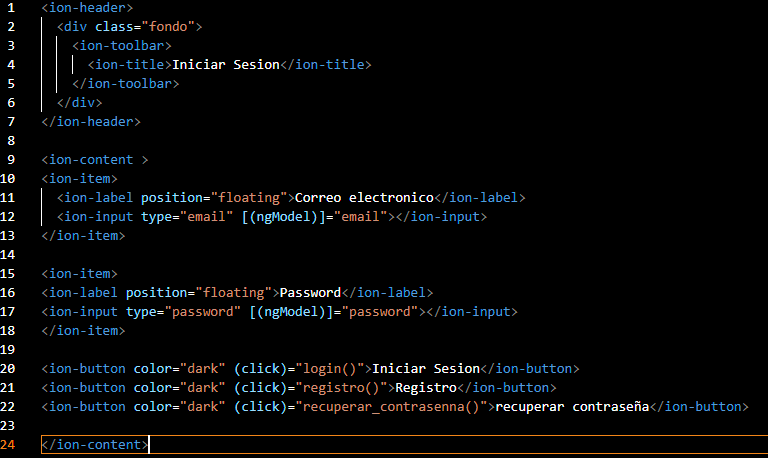 1 <ion-header>
2 <div class="fondo">
3 <ion-toolbar>
4 <ion-title>Iniciar Sesion</ion-title>
5 </ion-toolbar>
6 </div>
7 </ion-header>
8
9 <ion-content >
10 <ion-item>
11 <ion-label position="floating">Correo electronico</ion-label>
12 <ion-input type="email" [(ngModel)]="email"></ion-input>
13 </ion-item>
14
15 <ion-item>
16 <ion-label position="floating">Password</ion-label>
17 <ion-input type="password" [(ngModel)]="password"></ion-input>
18 </ion-item>
19
20 <ion-button color="dark" (click)="login()">Iniciar Sesion</ion-button>
21 <ion-button color="dark" (click)="registro()">Registro</ion-button>
22 <ion-button color="dark" (click)="recuperar_contrasenna()">recuperar contraseña</ion-button>
23
24 </ion-content>